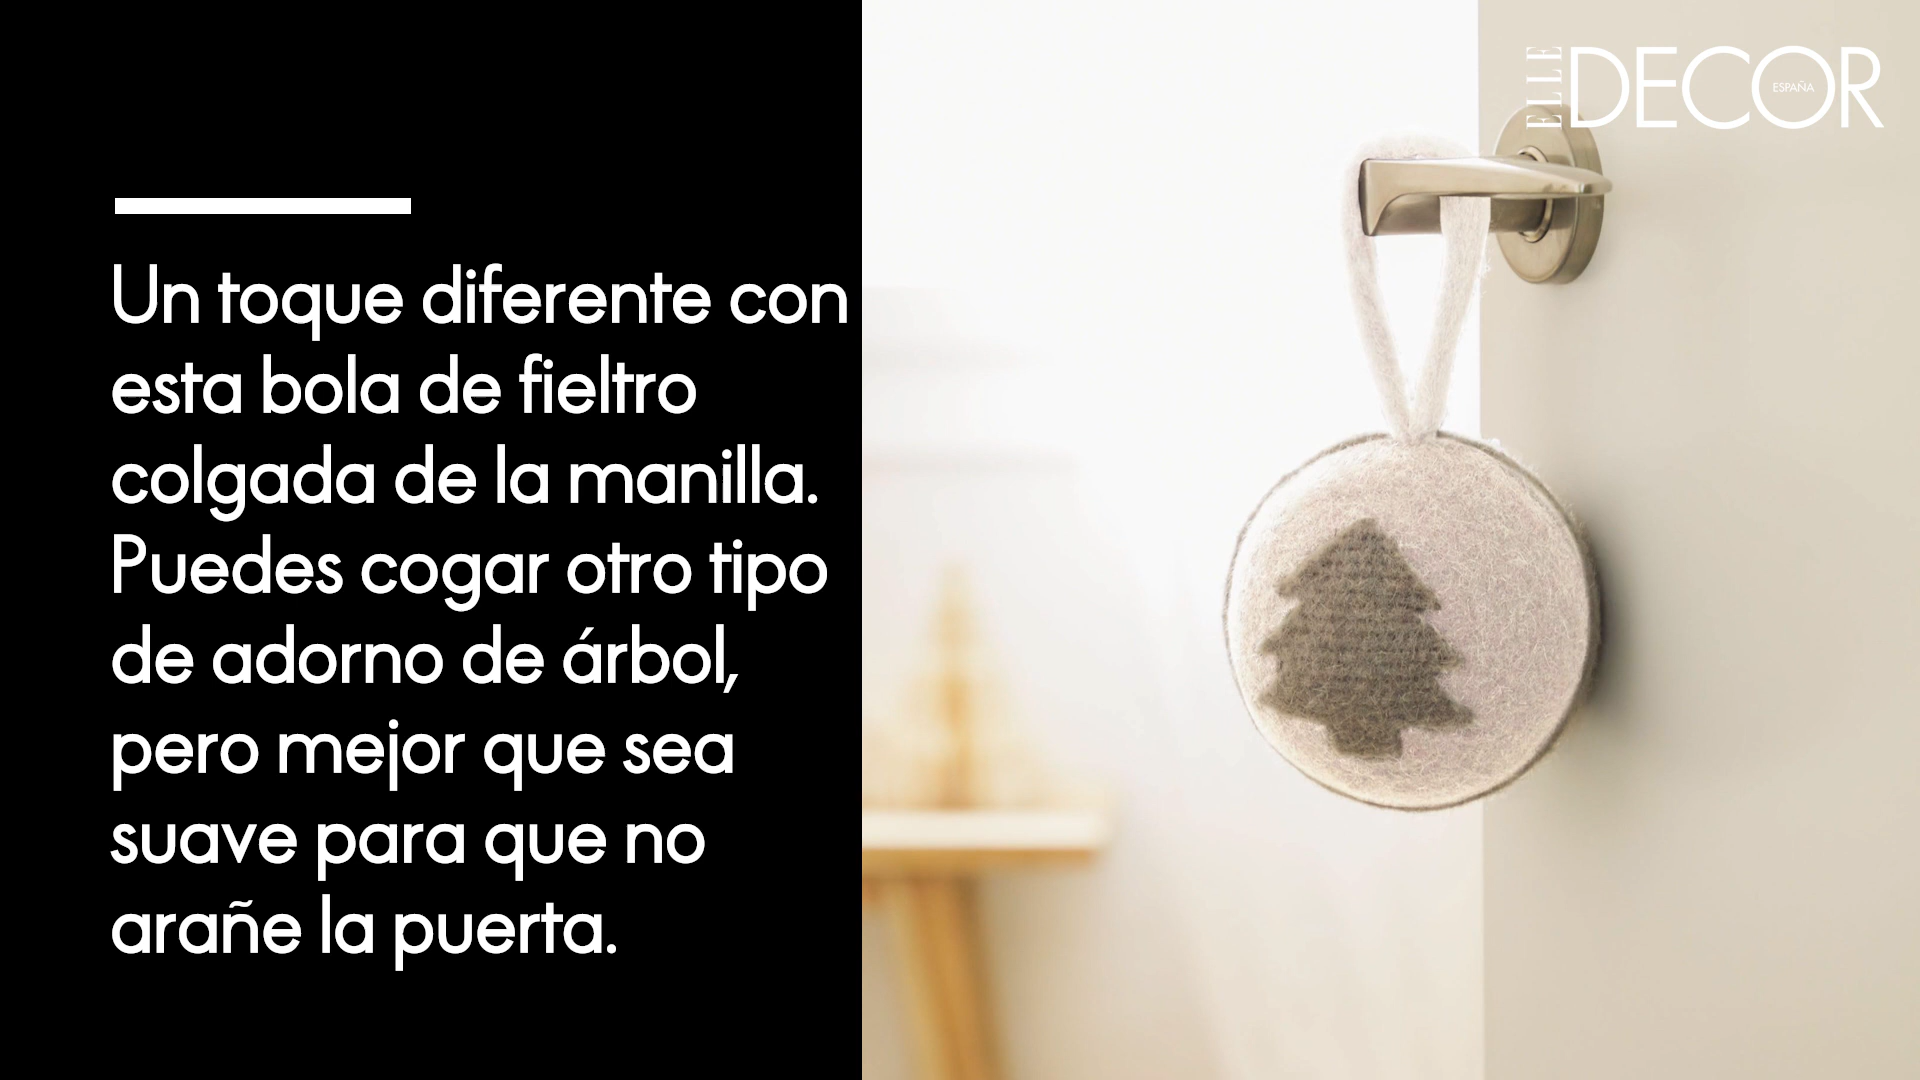 Un toque diferente con
esta bola de fieltro
colgada de la manilla.
Puedes cogar otro tipo
de adorno de árbol,
pero mejor que sea
suave para que no
arañe la puerta.
ELLE DECOR
ESPAÑA